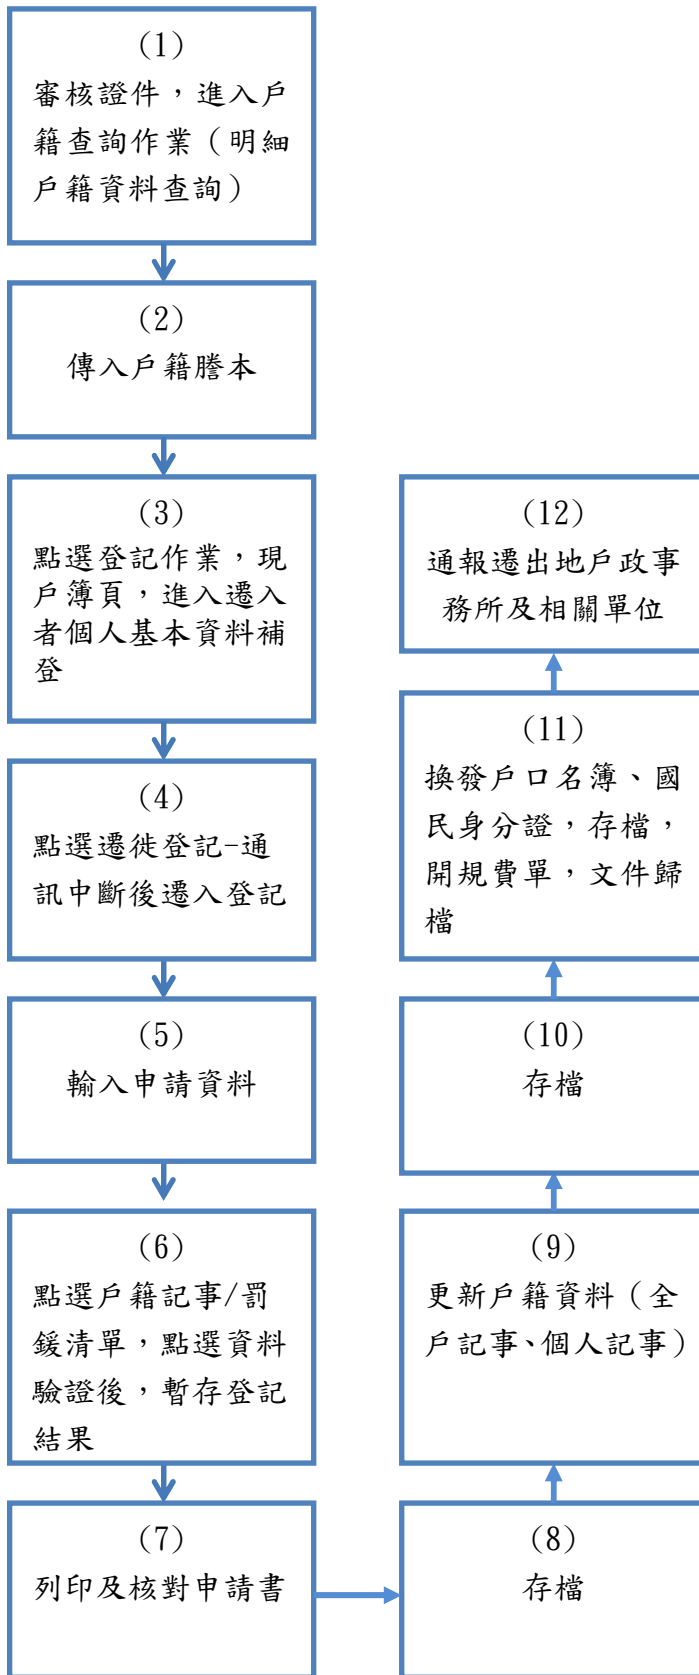 (1)
審核證件，進入戶
籍查詢作業（明細
戶籍資料查詢）
(2)
傳入戶籍謄本
(3)
點選登記作業，現
戶簿頁，進入遷入
者個人基本資料補
登
(4)
點選遷徙登記-通
訊中斷後遷入登記
(5)
輸入申請資料
(6)
點選戶籍記事/罰
鍰清單，點選資料
驗證後，暫存登記
結果
(7)
列印及核對申請書
(8)
存檔
(9)
更新戶籍資料（全
戶記事、個人記事）
(10)
存檔
(11)
換發戶口名簿、國
民身分證，存檔，
開規費單，文件歸
檔
(12)
通報遷出地戶政事
務所及相關單位